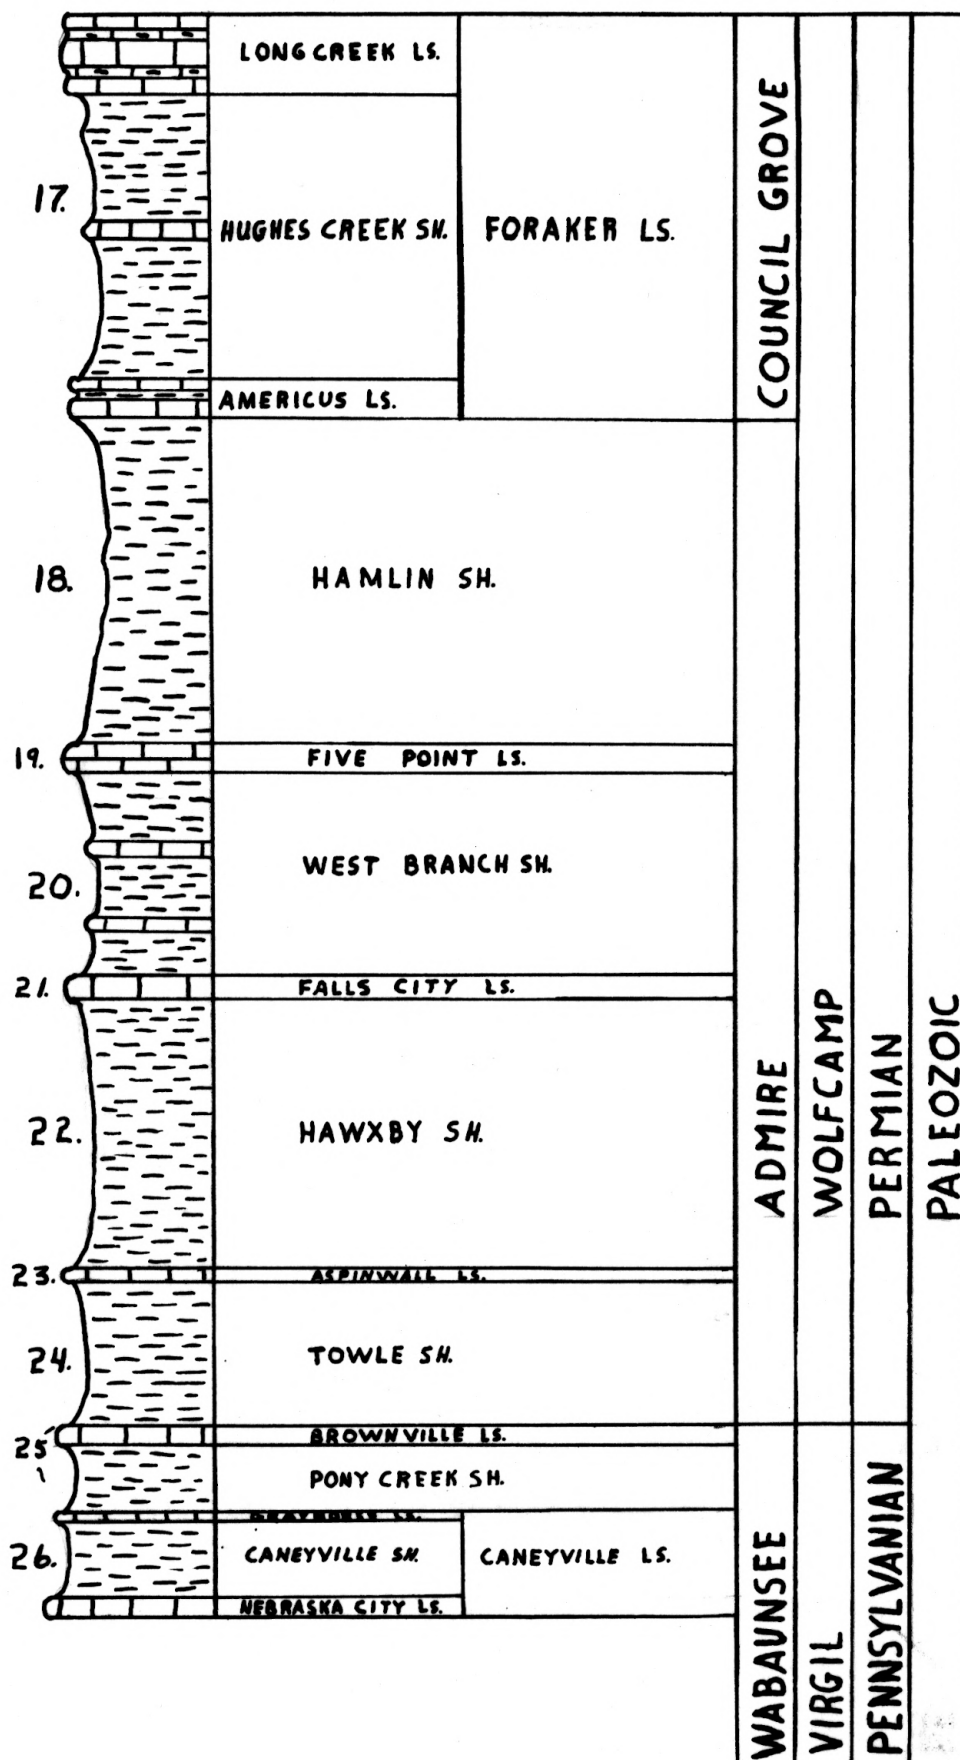 LONG CREEK LS.
17.
HUGHES CREEK SH.
FORAKER LS.
AMERICUS LS.
COUNCIL GROVE
18.
HAMLIN SH.
19.
FIVE POINT LS.
20.
WEST BRANCH SH.
21.
FALLS CITY LS.
22.
HAWXBY SH.
23.
ASPINWALL LS.
24.
TOWLE SH.
ADMIRE
WOLFCAMP
PERMIAN
PALEOZOIC
25
BROWNVILLE LS.
PONY CREEK SH.
LS.
26.
CANEYVILLE SH.
CANEYVILLE LS.
NEBRASKA CITY LS.
WABAUNSEE
VIRGIL
PENNSYLVANIAN